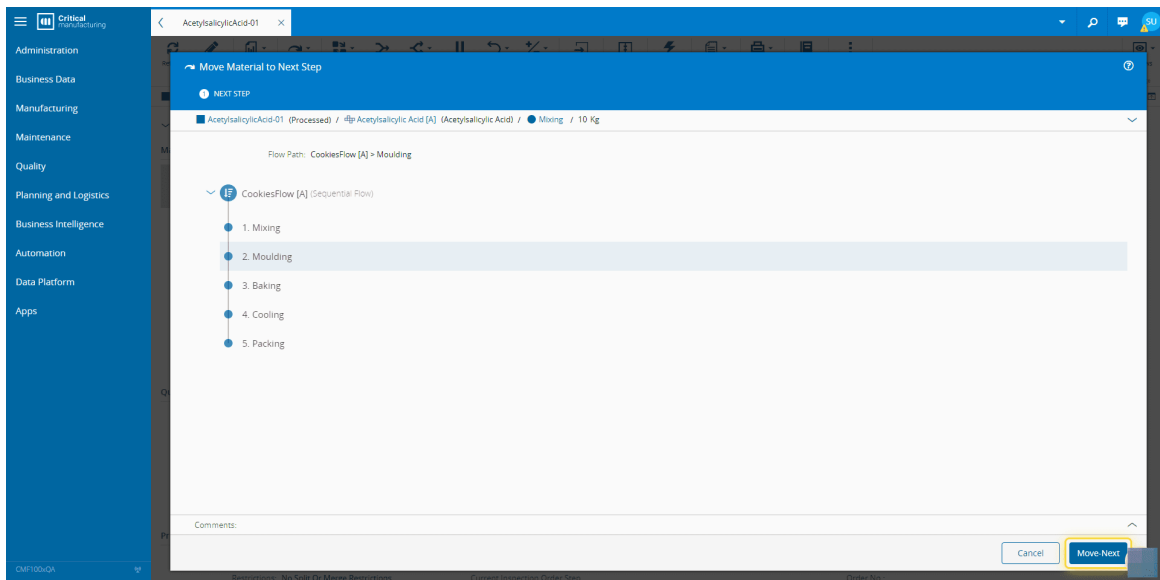 Critical
manufacturing
AcetylsalicylicAcid-01
SU
Administration
Business Data
Manufacturing
Maintenance
Quality
Planning and Logistics
Business Intelligence
Automation
Data Platform
Apps
CMF100xQA
Move Material to Next Step
1 NEXT STEP
AcetylsalicylicAcid-01 (Processed) / Acetylsalicylic Acid [A] (Acetylsalicylic Acid) / Mixing / 10 Kg
Flow Path: CookiesFlow [A] > Moulding
CookiesFlow [A] (Sequential Flow)
1. Mixing
2. Moulding
3. Baking
4. Cooling
5. Packing
Comments:
Cancel
Move-Next
Restrictions: No Split Or Merge Restrictions
Current Inspection Order Step
Order No.: